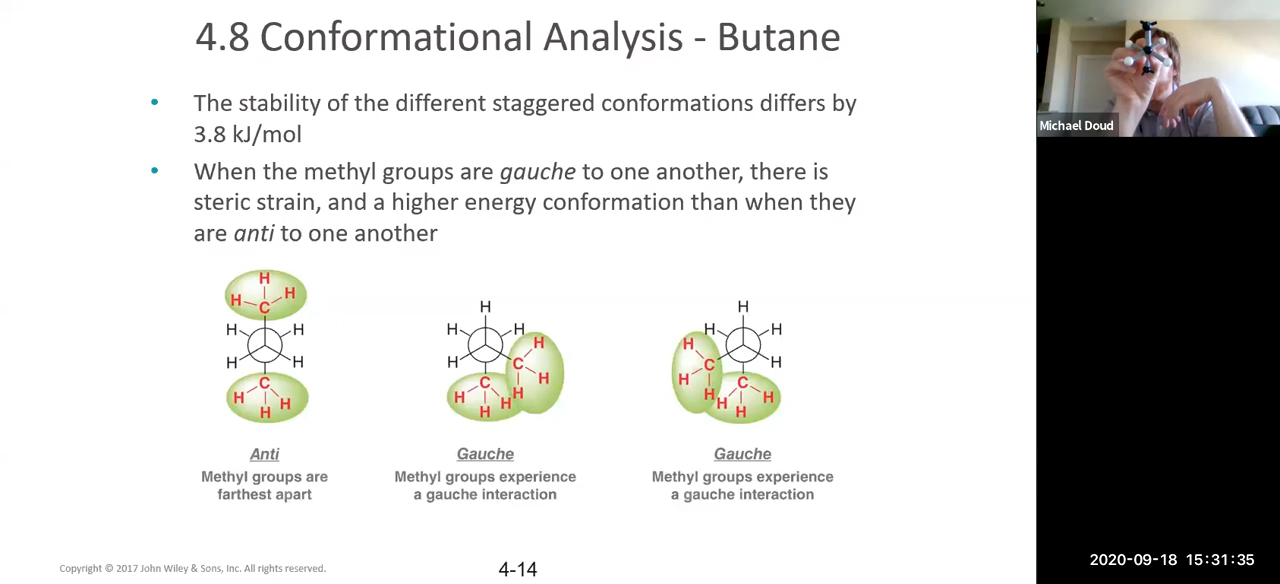 4.8 Conformational Analysis - Butane
• The stability of the different staggered conformations differs by
3.8 kJ/mol
• When the methyl groups are gauche to one another, there is
steric strain, and a higher energy conformation than when they
are anti to one another
H
H H
C
H H
H H
C
H H
H
Anti
Methyl groups are
farthest apart
H
H H
H
H C
H
C
H H H
H
Gauche
Methyl groups experience
a gauche interaction
H
H H
H
C H
H
C
H H H
H
Gauche
Methyl groups experience
a gauche interaction
Copyright © 2017 John Wiley & Sons, Inc. All rights reserved.
4-14
Michael Doud
2020-09-18 15:31:35